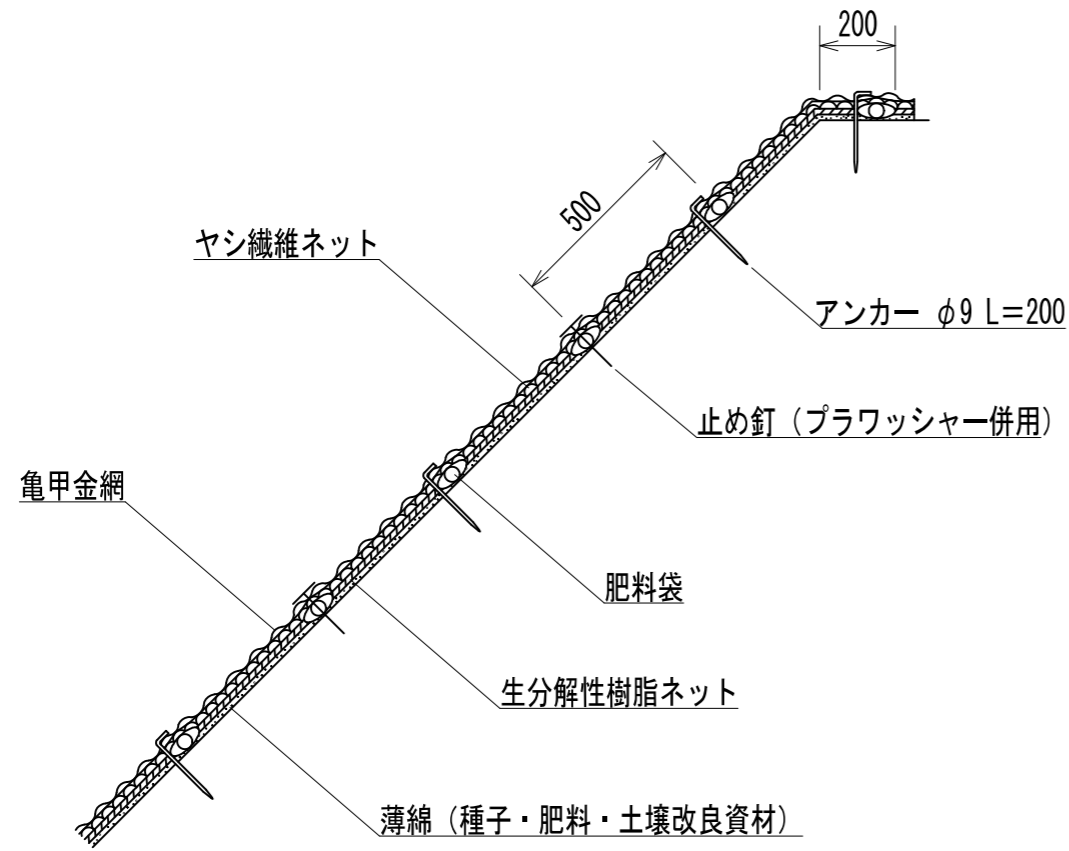 200
500
ヤシ繊維ネット
アンカー φ9 L=200
止め釘（プラワッシャー併用）
亀甲金網
肥料袋
生分解性樹脂ネット
薄綿（種子・肥料・土壌改良資材）